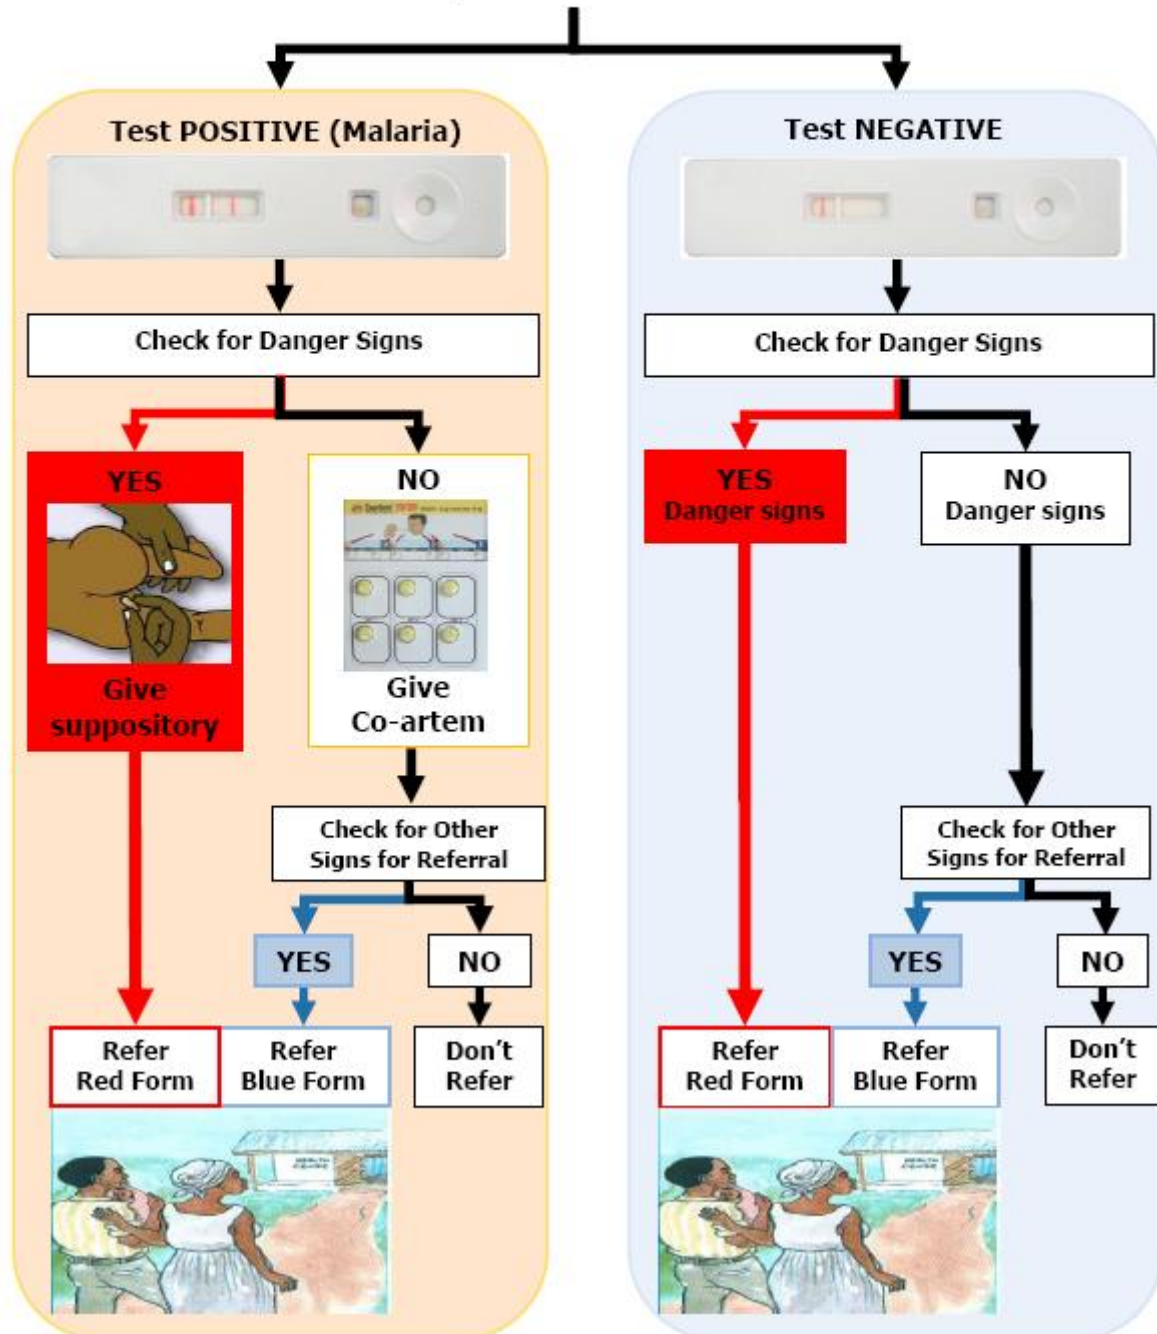 Test POSITIVE (Malaria)
Check for Danger Signs
YES
Give
suppository
NO
Give
Co-artem
Check for Other
Signs for Referral
YES
NO
Refer
Red Form
Refer
Blue Form
Don't
Refer
Test NEGATIVE
Check for Danger Signs
YES
Danger signs
NO
Danger signs
Check for Other
Signs for Referral
YES
NO
Refer
Red Form
Refer
Blue Form
Don't
Refer